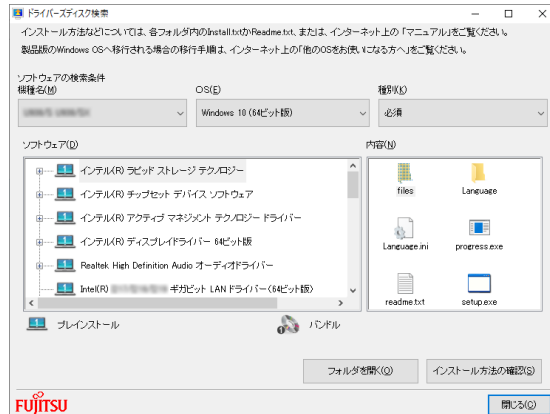 ドライバーズディスク検索
インストール方法などについては、各フォルダ内のInstall.txtかReadme.txt、または、インターネット上の「マニュアル」をご覧ください。
製品版のWindows OSへ移行される場合の移行手順は、インターネット上の「他のOSをお使いになる方へ」をご覧ください。
ソフトウェアの検索条件
機種名(M) OS(E) 種別(K)
Windows 10 (64ビット版) 必須
ソフトウェア(D) 内容(N)
インテル(R) ラピッド ストレージ テクノロジー
インテル(R) チップセット デバイス ソフトウェア
インテル(R) アクティブ マネジメント テクノロジー ドライバー
インテル(R) ディスプレイドライバー 64ビット版
Realtek High Definition Audio オーディオドライバー
Intel(R) ギガビット LAN ドライバー(64ビット版)
files Language
Language.ini progress.exe
readme.txt setup.exe
プレインストール バンドル
フォルダを開く(O) インストール方法の確認(S)
FUJITSU 閉じる(C)